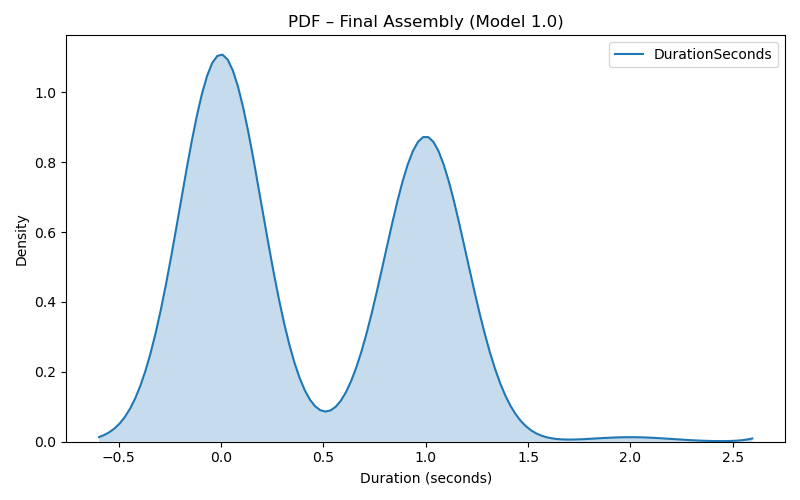 PDF – Final Assembly (Model 1.0)
DurationSeconds
1.0
0.8
0.6
0.4
0.2
0.0
Density
−0.5 0.0 0.5 1.0 1.5 2.0 2.5
Duration (seconds)